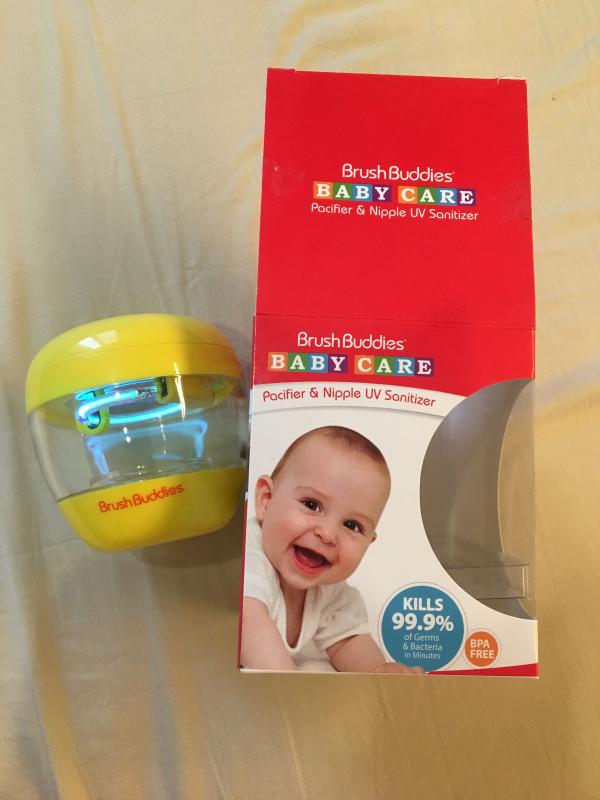 BrushBuddies®
BABY CARE
Pacifier & Nipple UV Sanitizer
BrushBuddies®
BABY CARE
Pacifier & Nipple UV Sanitizer
BrushBuddies
KILLS
99.9%
of Germs
& Bacteria
in Minutes
BPA
FREE